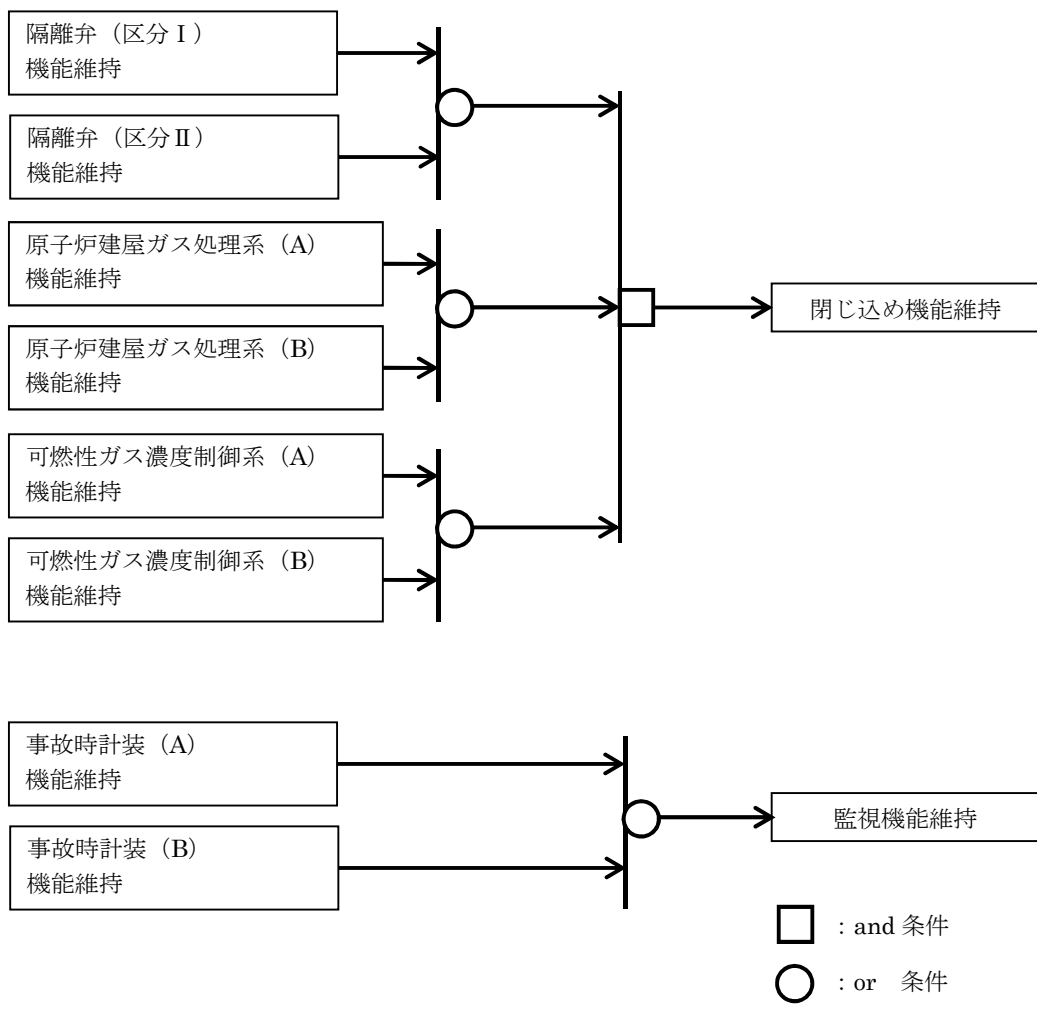 隔離弁（区分Ⅰ）
機能維持
隔離弁（区分Ⅱ）
機能維持
原子炉建屋ガス処理系（A）
機能維持
原子炉建屋ガス処理系（B）
機能維持
閉じ込め機能維持
可燃性ガス濃度制御系（A）
機能維持
可燃性ガス濃度制御系（B）
機能維持
事故時計装（A）
機能維持
事故時計装（B）
機能維持
監視機能維持
：and 条件
：or　条件